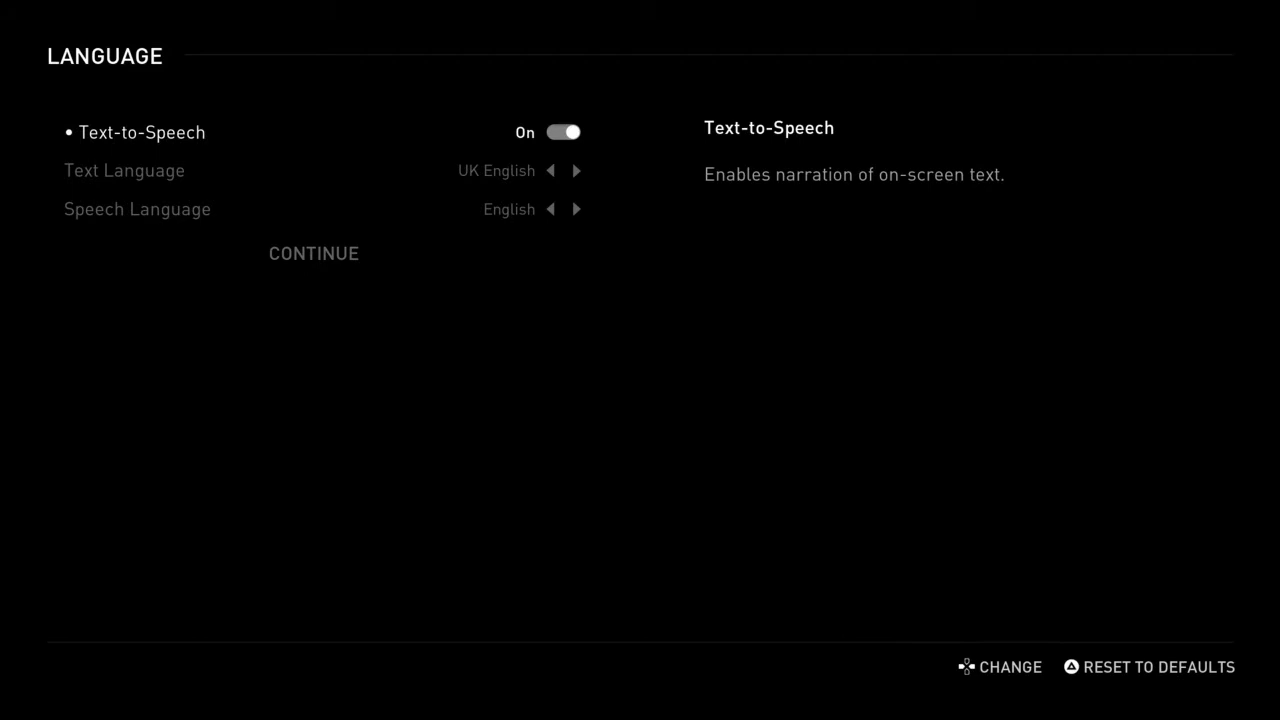 LANGUAGE
• Text-to-Speech On
Text Language UK English
Speech Language English
CONTINUE
Text-to-Speech
Enables narration of on-screen text.
CHANGE RESET TO DEFAULTS